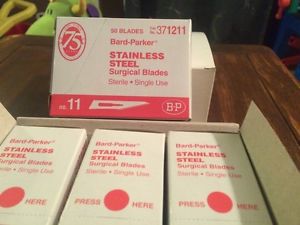 75
50 BLADES
NO. 371211
Bard-Parker®
STAINLESS
STEEL
Surgical Blades
Sterile · Single Use
no. 11
B-P
Bard-Parker®
STAINLESS
STEEL
Surgical Blades
Sterile · Single Use
HERE
Bard-Parker®
STAINLESS
STEEL
Surgical Blades
Sterile · Single Use
PRESS HERE
Bard-Parker®
STAINLESS
STEEL
Surgical Blades
Sterile · Single Use
PRESS HERE